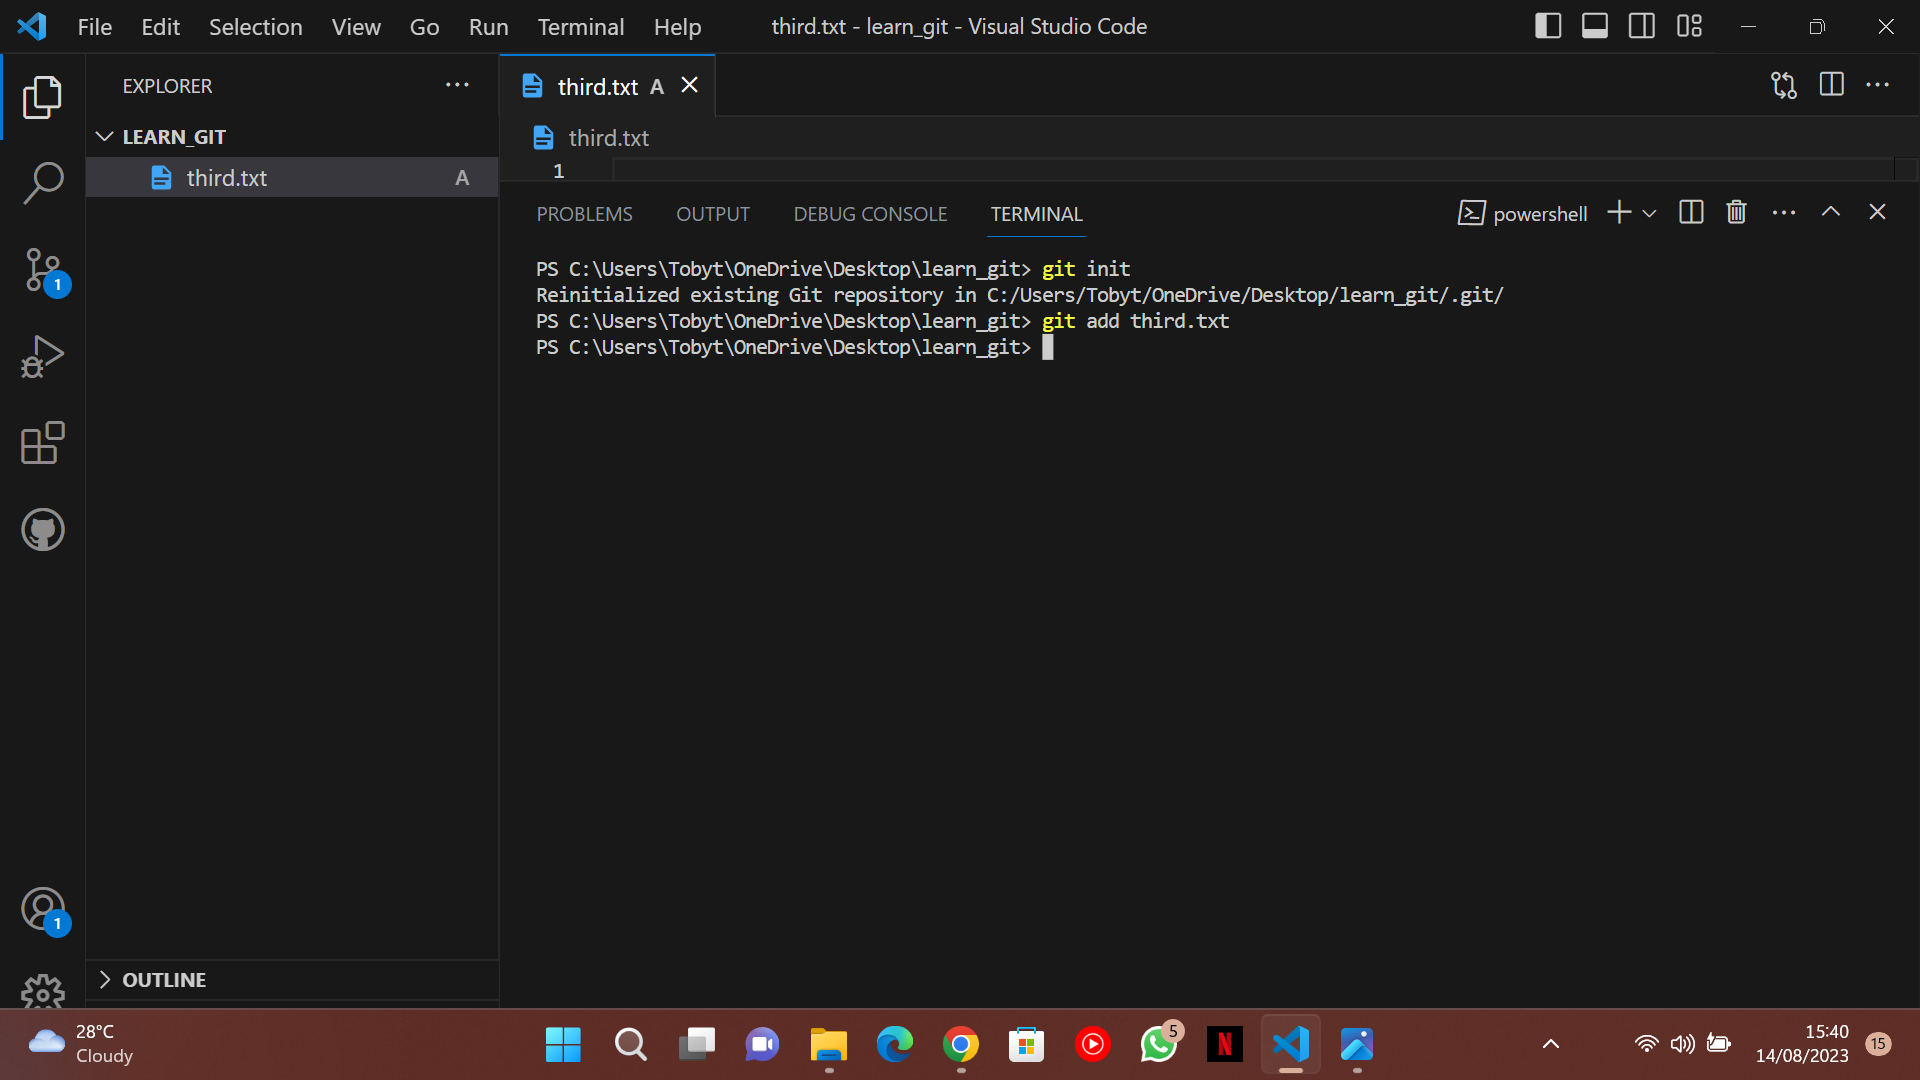 File Edit Selection View Go Run Terminal Help third.txt - learn_git - Visual Studio Code
EXPLORER
LEARN_GIT
third.txt A
third.txt A
third.txt
1
PROBLEMS OUTPUT DEBUG CONSOLE TERMINAL powershell
PS C:\Users\Tobyt\OneDrive\Desktop\learn_git> git init
Reinitialized existing Git repository in C:/Users/Tobyt/OneDrive/Desktop/learn_git/.git/
PS C:\Users\Tobyt\OneDrive\Desktop\learn_git> git add third.txt
PS C:\Users\Tobyt\OneDrive\Desktop\learn_git>
1
1
OUTLINE
28°C
Cloudy
5
N
15:40
14/08/2023
15